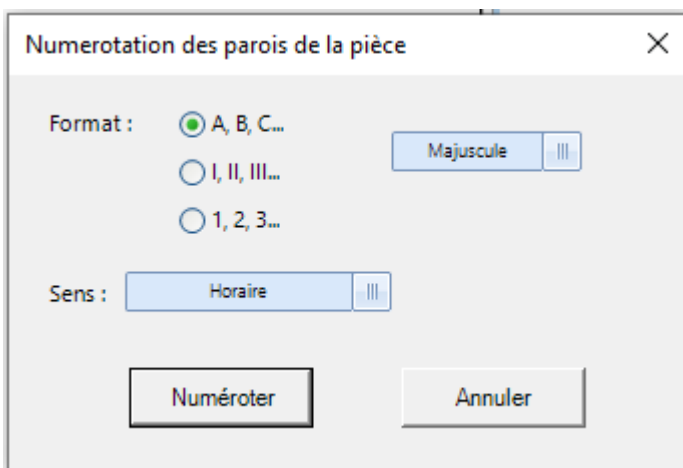 Numerotation des parois de la pièce
Format : A, B, C...
Majuscule
I, II, III...
1, 2, 3...
Sens : Horaire
Numéroter Annuler